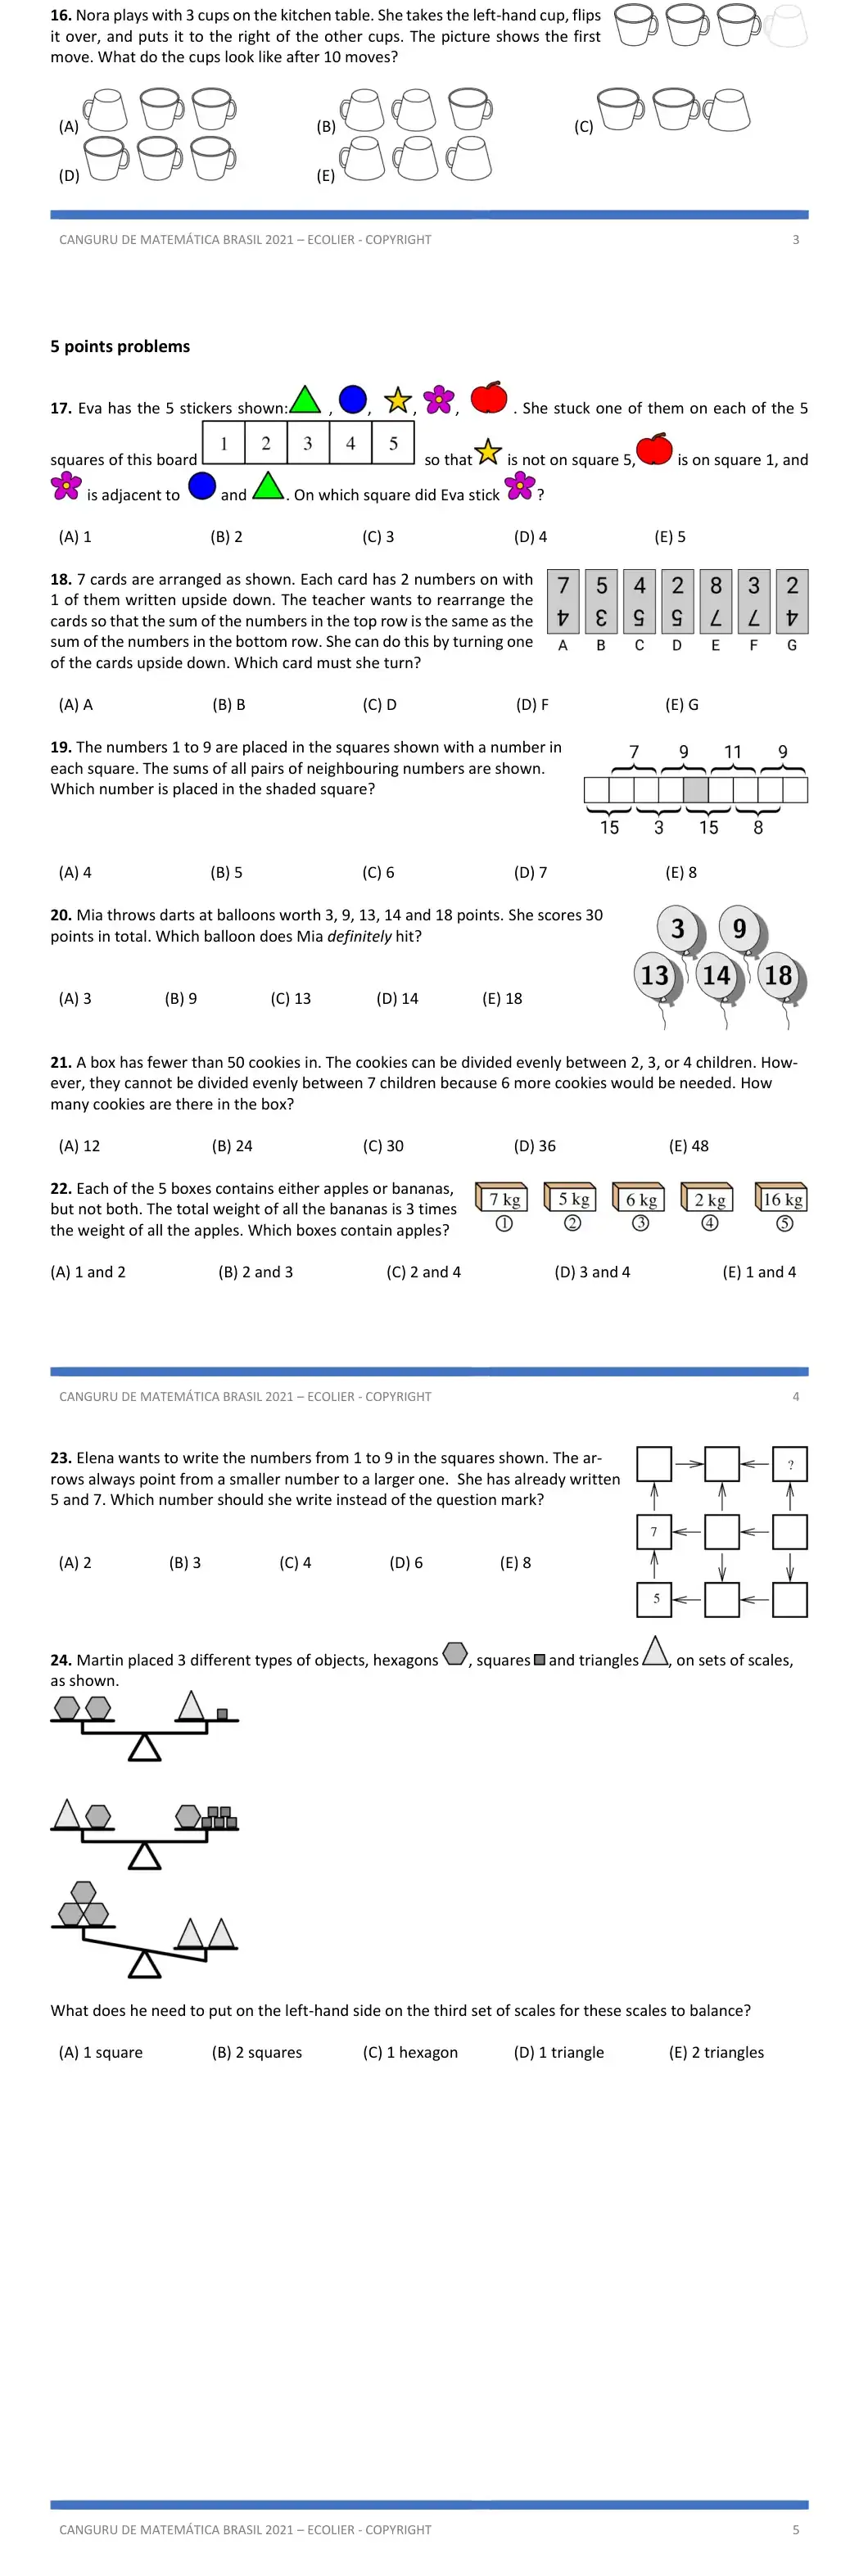 16. Nora plays with 3 cups on the kitchen table. She takes the left-hand cup, flips
it over, and puts it to the right of the other cups. The picture shows the first
move. What do the cups look like after 10 moves?
(A) (B) (C)
(D) (E)
CANGURU DE MATEMÁTICA BRASIL 2021 – ECOLIER - COPYRIGHT 3
5 points problems
17. Eva has the 5 stickers shown: , , , , . She stuck one of them on each of the 5
squares of this board 1 2 3 4 5 so that is not on square 5, is on square 1, and
is adjacent to and . On which square did Eva stick ?
(A) 1 (B) 2 (C) 3 (D) 4 (E) 5
18. 7 cards are arranged as shown. Each card has 2 numbers on with
1 of them written upside down. The teacher wants to rearrange the
cards so that the sum of the numbers in the top row is the same as the
sum of the numbers in the bottom row. She can do this by turning one
of the cards upside down. Which card must she turn?
7 5 4 2 8 3 2
4 3 5 5 7 7 4
A B C D E F G
(A) A (B) B (C) D (D) F (E) G
19. The numbers 1 to 9 are placed in the squares shown with a number in
each square. The sums of all pairs of neighbouring numbers are shown.
Which number is placed in the shaded square?
7 9 11 9
15 3 15 8
(A) 4 (B) 5 (C) 6 (D) 7 (E) 8
20. Mia throws darts at balloons worth 3, 9, 13, 14 and 18 points. She scores 30
points in total. Which balloon does Mia definitely hit?
3 9
13 14 18
(A) 3 (B) 9 (C) 13 (D) 14 (E) 18
21. A box has fewer than 50 cookies in. The cookies can be divided evenly between 2, 3, or 4 children. How-
ever, they cannot be divided evenly between 7 children because 6 more cookies would be needed. How
many cookies are there in the box?
(A) 12 (B) 24 (C) 30 (D) 36 (E) 48
22. Each of the 5 boxes contains either apples or bananas,
but not both. The total weight of all the bananas is 3 times
the weight of all the apples. Which boxes contain apples?
7 kg 5 kg 6 kg 2 kg 16 kg
① ② ③ ④ ⑤
(A) 1 and 2 (B) 2 and 3 (C) 2 and 4 (D) 3 and 4 (E) 1 and 4
CANGURU DE MATEMÁTICA BRASIL 2021 – ECOLIER - COPYRIGHT 4
23. Elena wants to write the numbers from 1 to 9 in the squares shown. The ar-
rows always point from a smaller number to a larger one. She has already written
5 and 7. Which number should she write instead of the question mark?
?
7
5
(A) 2 (B) 3 (C) 4 (D) 6 (E) 8
24. Martin placed 3 different types of objects, hexagons , squares and triangles , on sets of scales,
as shown.
What does he need to put on the left-hand side on the third set of scales for these scales to balance?
(A) 1 square (B) 2 squares (C) 1 hexagon (D) 1 triangle (E) 2 triangles
CANGURU DE MATEMÁTICA BRASIL 2021 – ECOLIER - COPYRIGHT 5